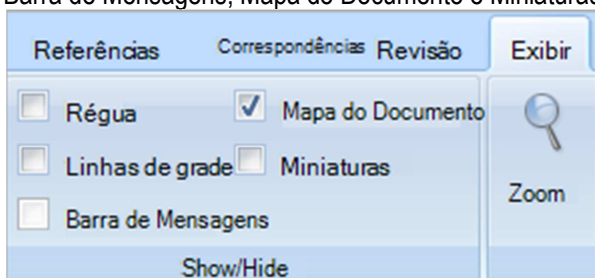 Barra de Mensagens, Mapa do Documento e Miniaturas
Referências Correspondências Revisão Exibir
Régua Mapa do Documento
Linhas de grade Miniaturas
Zoom
Barra de Mensagens
Show/Hide